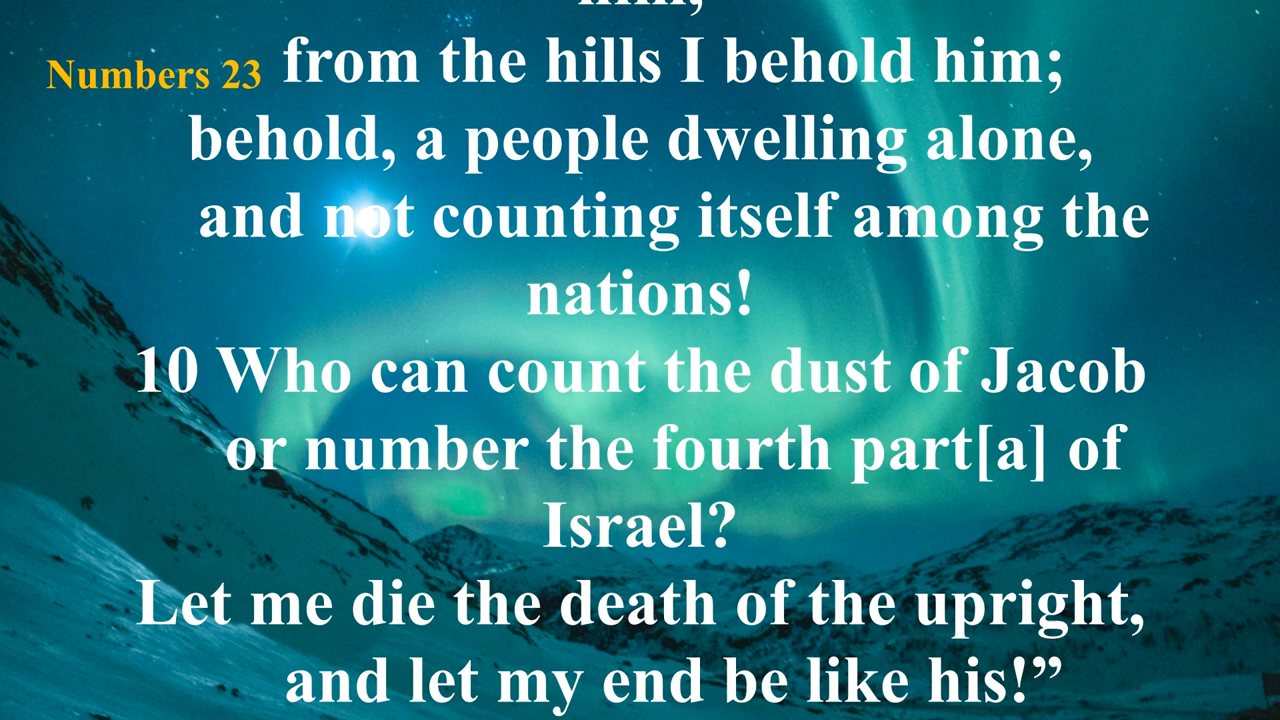 Numbers 23
from the hills I behold him;
behold, a people dwelling alone,
and not counting itself among the
nations!
10 Who can count the dust of Jacob
or number the fourth part[a] of
Israel?
Let me die the death of the upright,
and let my end be like his!”